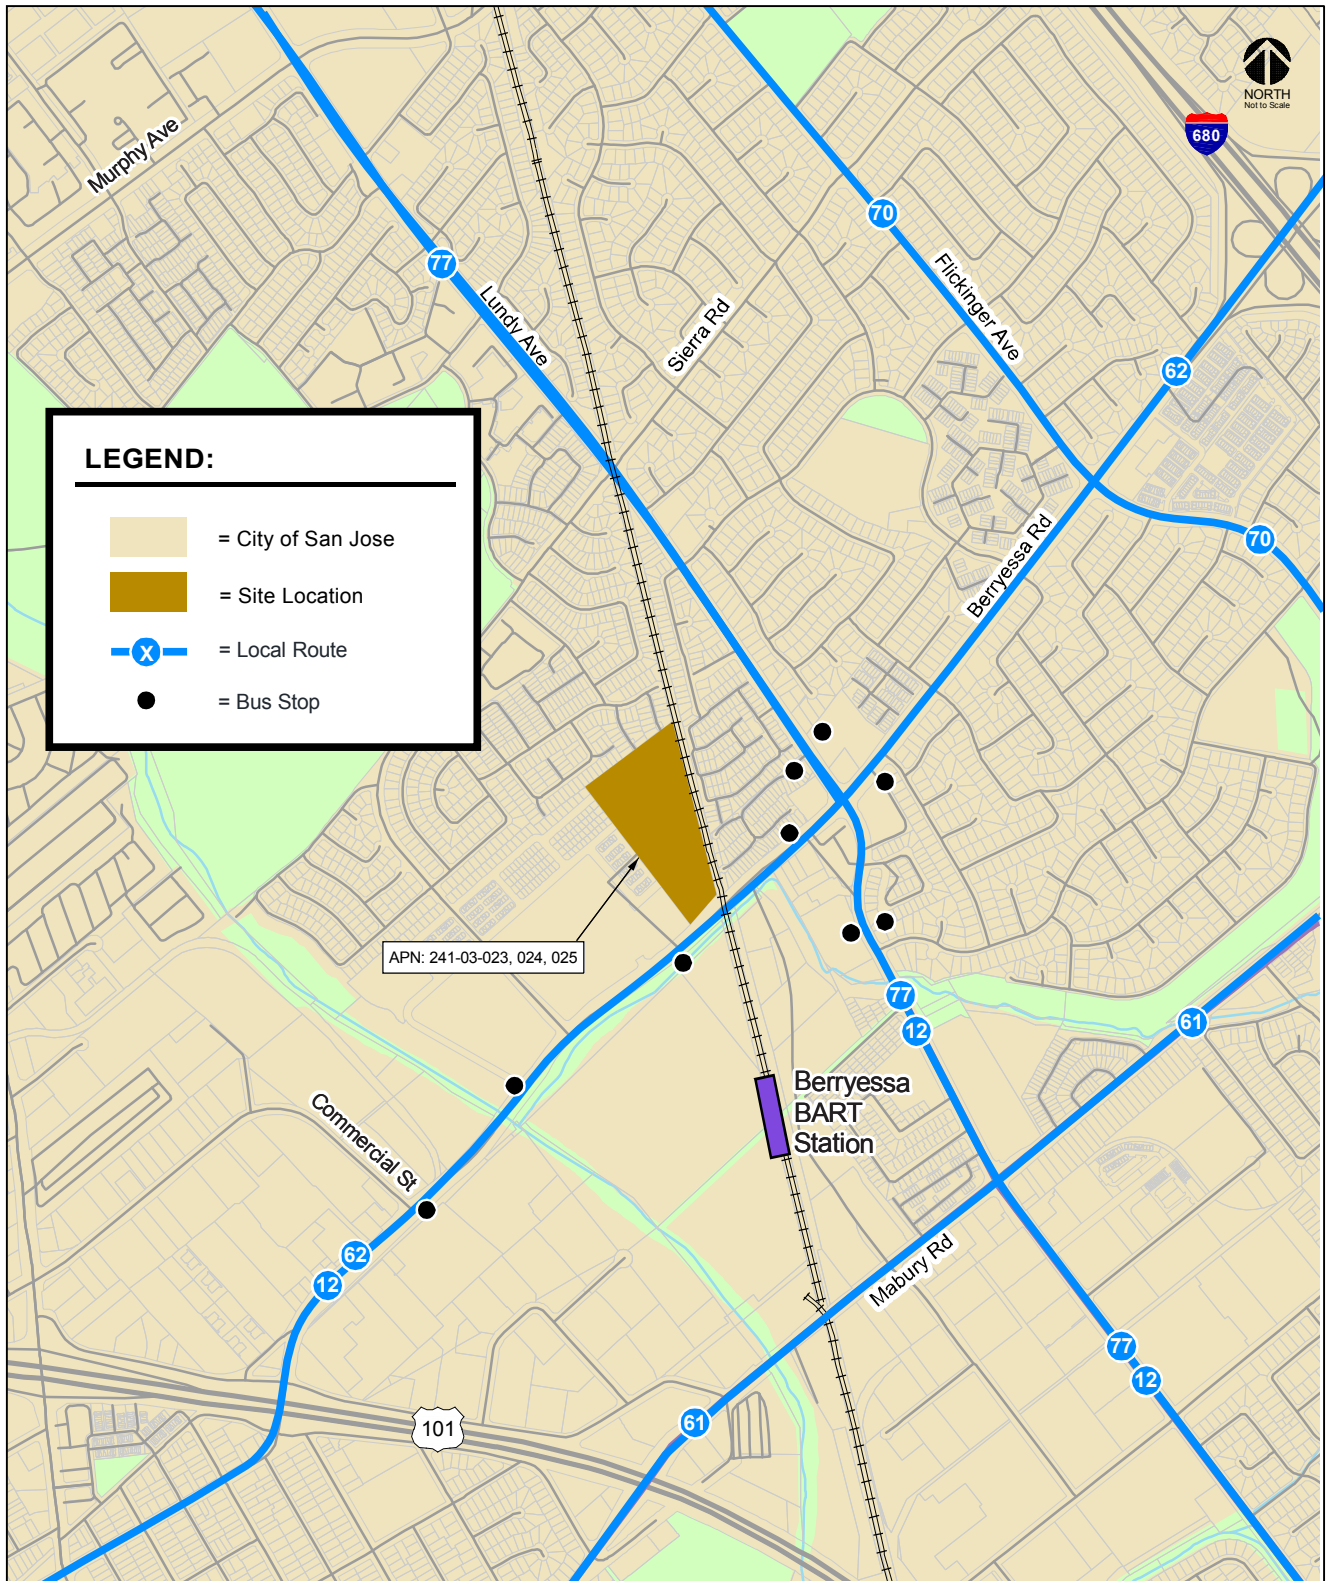 NORTH
Not to Scale
680
Murphy Ave
70
77
Flickinger Ave
Lundy Ave
Sierra Rd
62
LEGEND:
= City of San Jose
= Site Location
X
= Local Route
= Bus Stop
Berryessa Rd
70
APN: 241-03-023, 024, 025
77
12
61
Berryessa
BART
Station
Commercial St
62
12
Mabury Rd
77
12
61
101